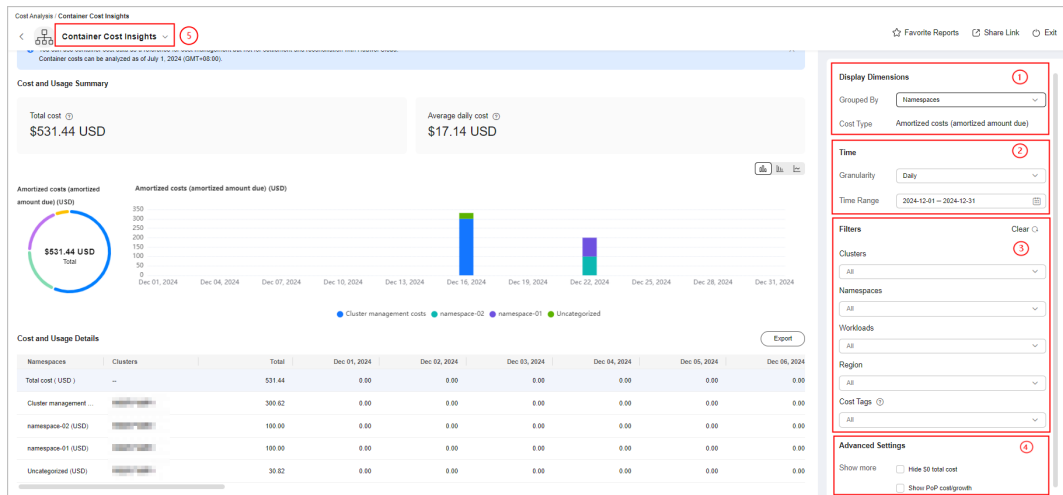 Cost Analysis / Container Cost Insights
Container Cost Insights
5
Favorite Reports
Share Link
Exit
Container costs can be analyzed as of July 1, 2024 (GMT+08:00).
Cost and Usage Summary
Total cost
$531.44 USD
Average daily cost
$17.14 USD
Amortized costs (amortized
amount due) (USD)
$531.44 USD
Total
Amortized costs (amortized amount due) (USD)
350
300
250
200
150
100
50
0
Dec 01, 2024 Dec 04, 2024 Dec 07, 2024 Dec 10, 2024 Dec 13, 2024 Dec 16, 2024 Dec 19, 2024 Dec 22, 2024 Dec 25, 2024 Dec 28, 2024 Dec 31, 2024
Cluster management costs namespace-02 namespace-01 Uncategorized
Cost and Usage Details
Export
Namespaces Clusters Total Dec 01, 2024 Dec 02, 2024 Dec 03, 2024 Dec 04, 2024 Dec 05, 2024 Dec 06, 2024
Total cost ( USD ) -- 531.44 0.00 0.00 0.00 0.00 0.00 0.00
Cluster management ... 300.62 0.00 0.00 0.00 0.00 0.00 0.00
namespace-02 (USD) 100.00 0.00 0.00 0.00 0.00 0.00 0.00
namespace-01 (USD) 100.00 0.00 0.00 0.00 0.00 0.00 0.00
Uncategorized (USD) 30.82 0.00 0.00 0.00 0.00 0.00 0.00
Display Dimensions
1
Grouped By Namespaces
Cost Type Amortized costs (amortized amount due)
Time
2
Granularity Daily
Time Range 2024-12-01 – 2024-12-31
Filters
Clear
3
Clusters
All
Namespaces
All
Workloads
All
Region
All
Cost Tags
All
Advanced Settings
4
Show more Hide $0 total cost
Show PoP cost/growth